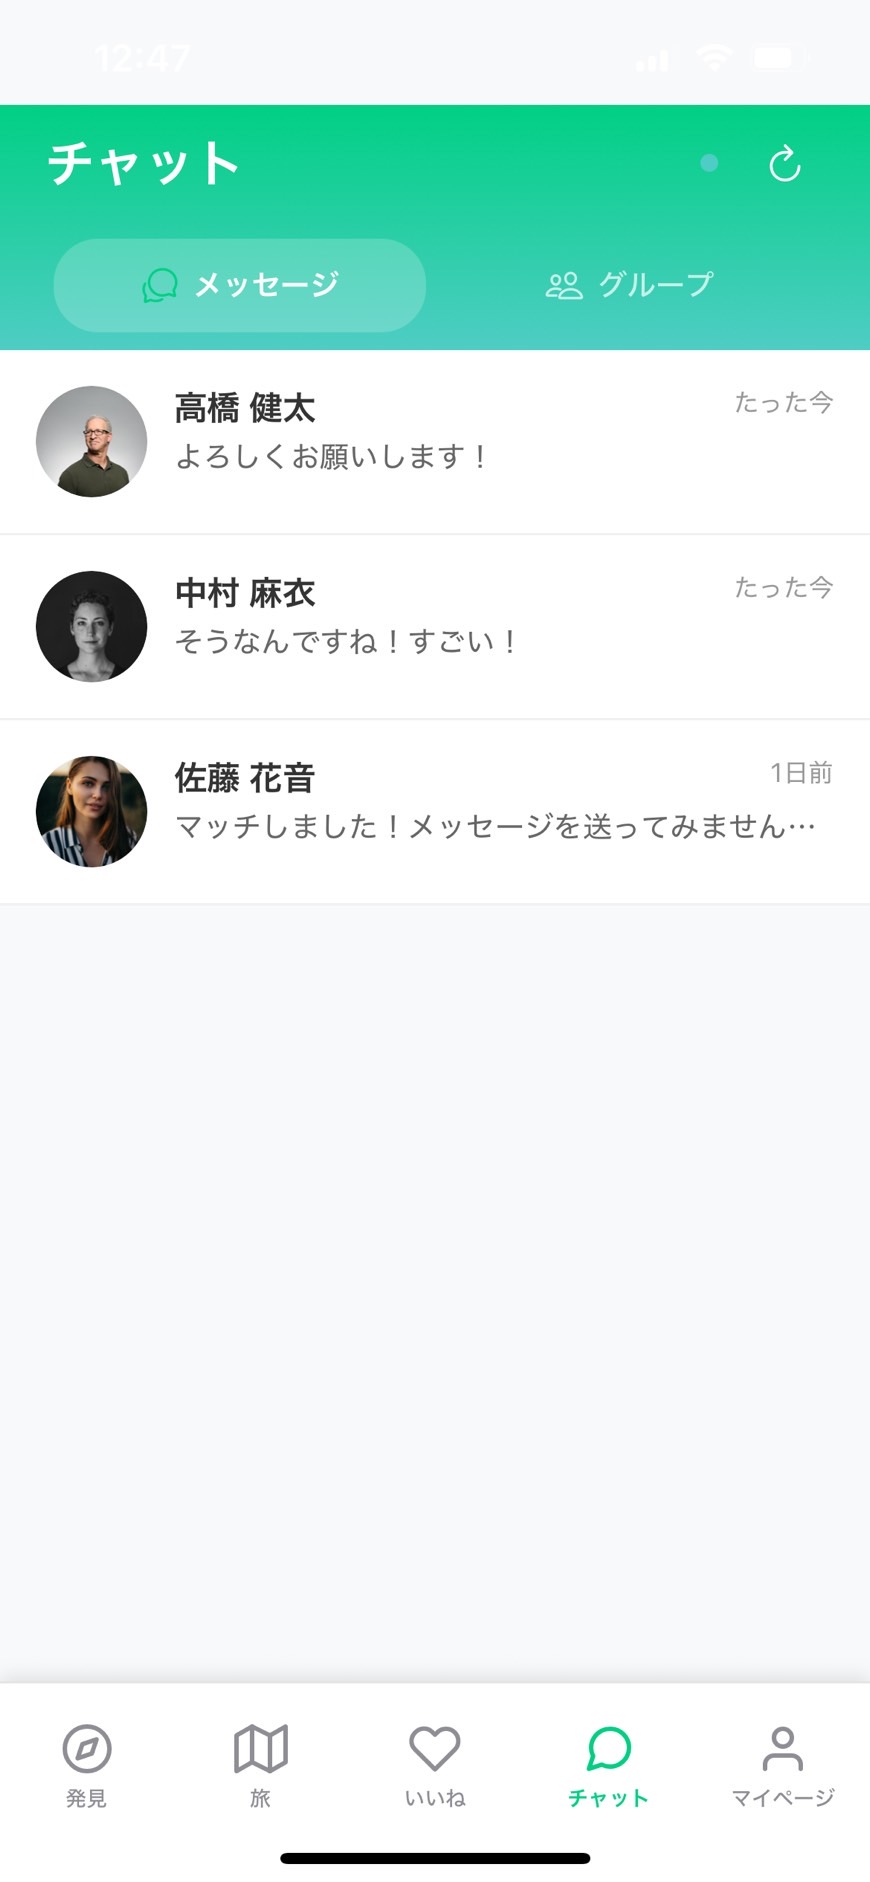 12:47
チャット
メッセージ
グループ
高橋 健太
たった今
よろしくお願いします！
中村 麻衣
たった今
そうなんですね！すごい！
佐藤 花音
1日前
マッチしました！メッセージを送ってみません…
発見
旅
いいね
チャット
マイページ